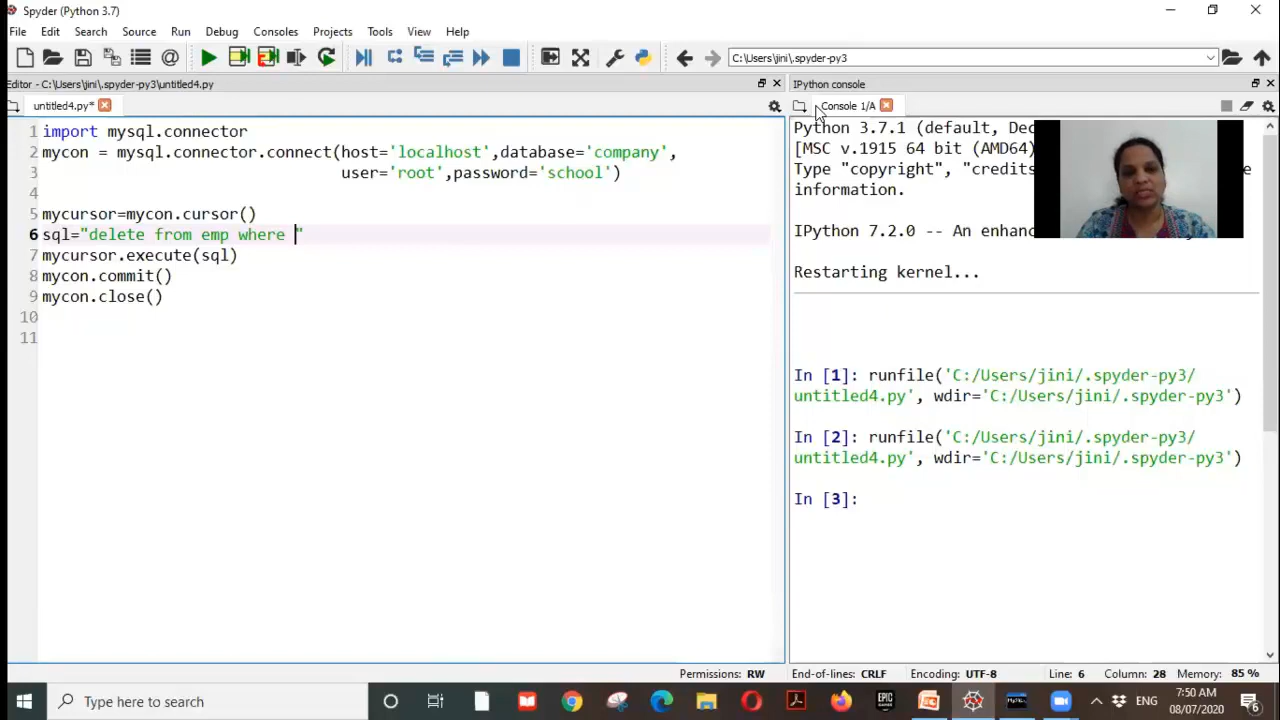 Spyder (Python 3.7)
File Edit Search Source Run Debug Consoles Projects Tools View Help
C:\Users\jini\.spyder-py3
Editor - C:\Users\jini\.spyder-py3\untitled4.py
IPython console
untitled4.py*
Console 1/A
1 import mysql.connector
2 mycon = mysql.connector.connect(host='localhost',database='company',
3 user='root',password='school')
4
5 mycursor=mycon.cursor()
6 sql="delete from emp where "
7 mycursor.execute(sql)
8 mycon.commit()
9 mycon.close()
10
11
Python 3.7.1 (default, Dec
[MSC v.1915 64 bit (AMD64)
Type "copyright", "credits e
information.
IPython 7.2.0 -- An enhanc
Restarting kernel...
In [1]: runfile('C:/Users/jini/.spyder-py3/
untitled4.py', wdir='C:/Users/jini/.spyder-py3')
In [2]: runfile('C:/Users/jini/.spyder-py3/
untitled4.py', wdir='C:/Users/jini/.spyder-py3')
In [3]:
Permissions: RW End-of-lines: CRLF Encoding: UTF-8 Line: 6 Column: 28 Memory: 85 %
Type here to search
EPIC
GAMES
ENG
7:50 AM
08/07/2020
6